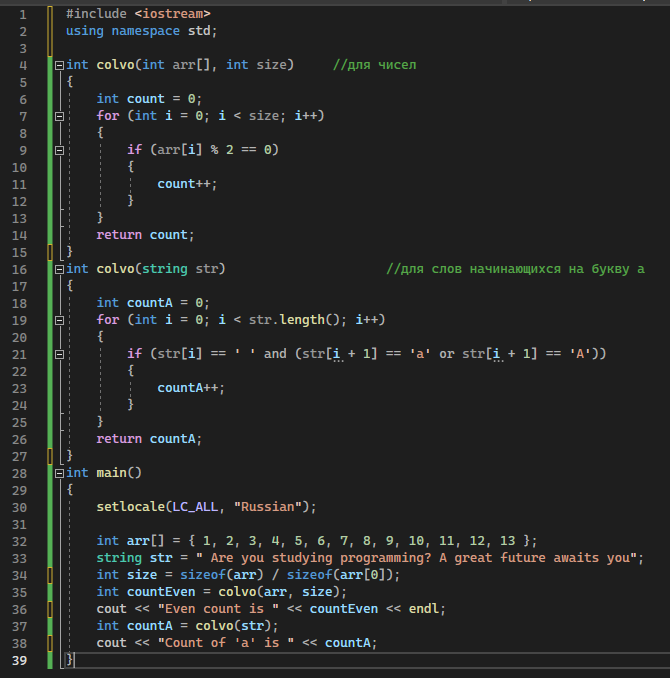 1 #include <iostream>
2 using namespace std;
3
4 int colvo(int arr[], int size) //для чисел
5 {
6 int count = 0;
7 for (int i = 0; i < size; i++)
8 {
9 if (arr[i] % 2 == 0)
10 {
11 count++;
12 }
13 }
14 return count;
15 }
16 int colvo(string str) //для слов начинающихся на букву а
17 {
18 int countA = 0;
19 for (int i = 0; i < str.length(); i++)
20 {
21 if (str[i] == ' ' and (str[i + 1] == 'a' or str[i + 1] == 'A'))
22 {
23 countA++;
24 }
25 }
26 return countA;
27 }
28 int main()
29 {
30 setlocale(LC_ALL, "Russian");
31
32 int arr[] = { 1, 2, 3, 4, 5, 6, 7, 8, 9, 10, 11, 12, 13 };
33 string str = " Are you studying programming? A great future awaits you";
34 int size = sizeof(arr) / sizeof(arr[0]);
35 int countEven = colvo(arr, size);
36 cout << "Even count is " << countEven << endl;
37 int countA = colvo(str);
38 cout << "Count of 'a' is " << countA;
39 }